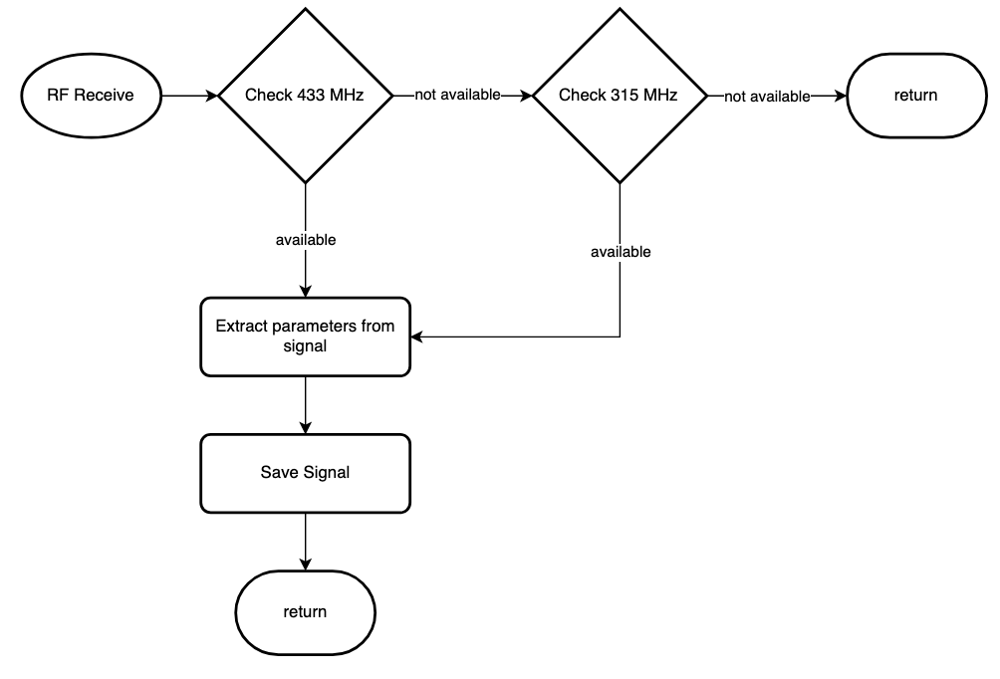 RF Receive
Check 433 MHz
not available
Check 315 MHz
not available
return
available
available
Extract parameters from
signal
Save Signal
return